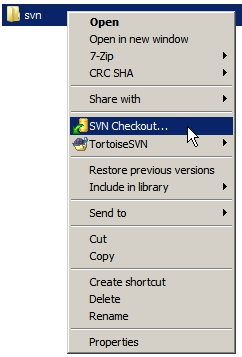 svn
Open
Open in new window
7-Zip
CRC SHA
Share with
SVN Checkout...
TortoiseSVN
Restore previous versions
Include in library
Send to
Cut
Copy
Create shortcut
Delete
Rename
Properties